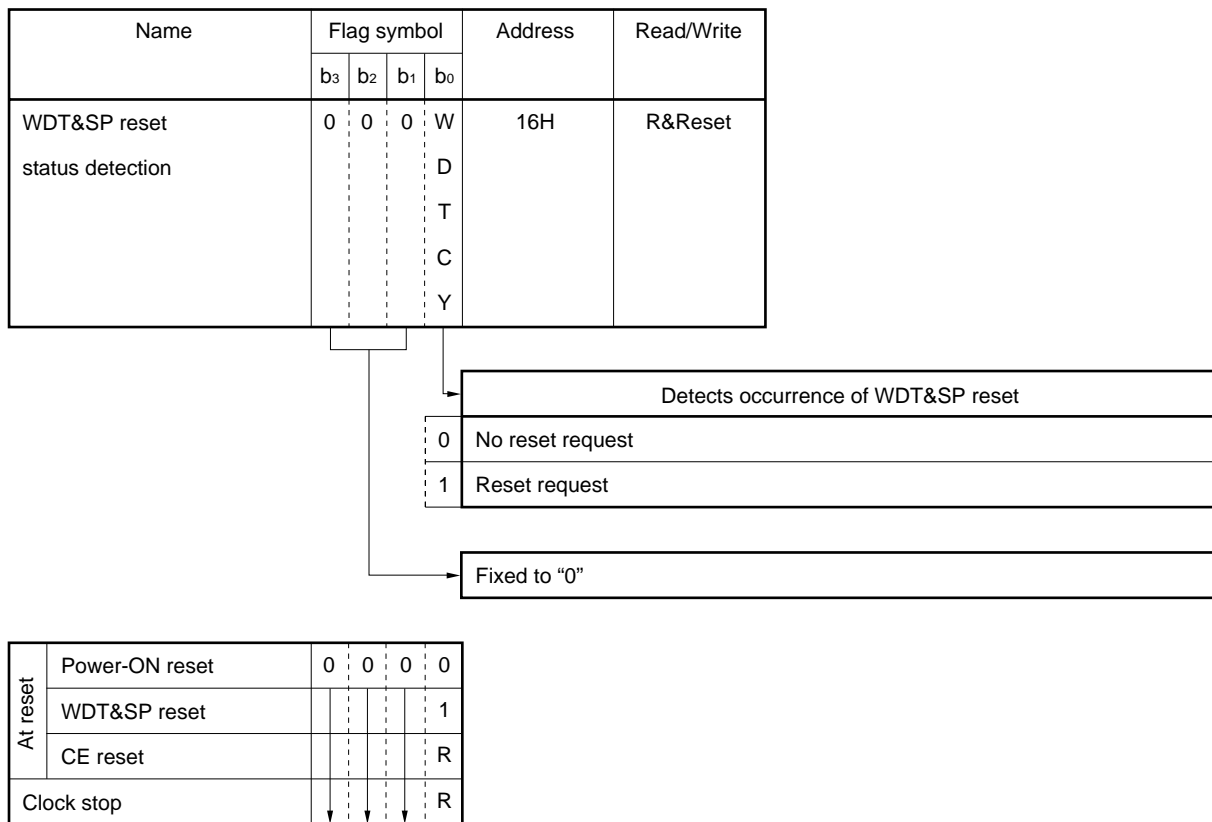 Name Flag symbol Address Read/Write
b3 b2 b1 b0
WDT&SP reset 0 0 0 W 16H R&Reset
status detection D
T
C
Y
Detects occurrence of WDT&SP reset
0 No reset request
1 Reset request
Fixed to “0”
At reset
Power-ON reset 0 0 0 0
WDT&SP reset 1
CE reset R
Clock stop R